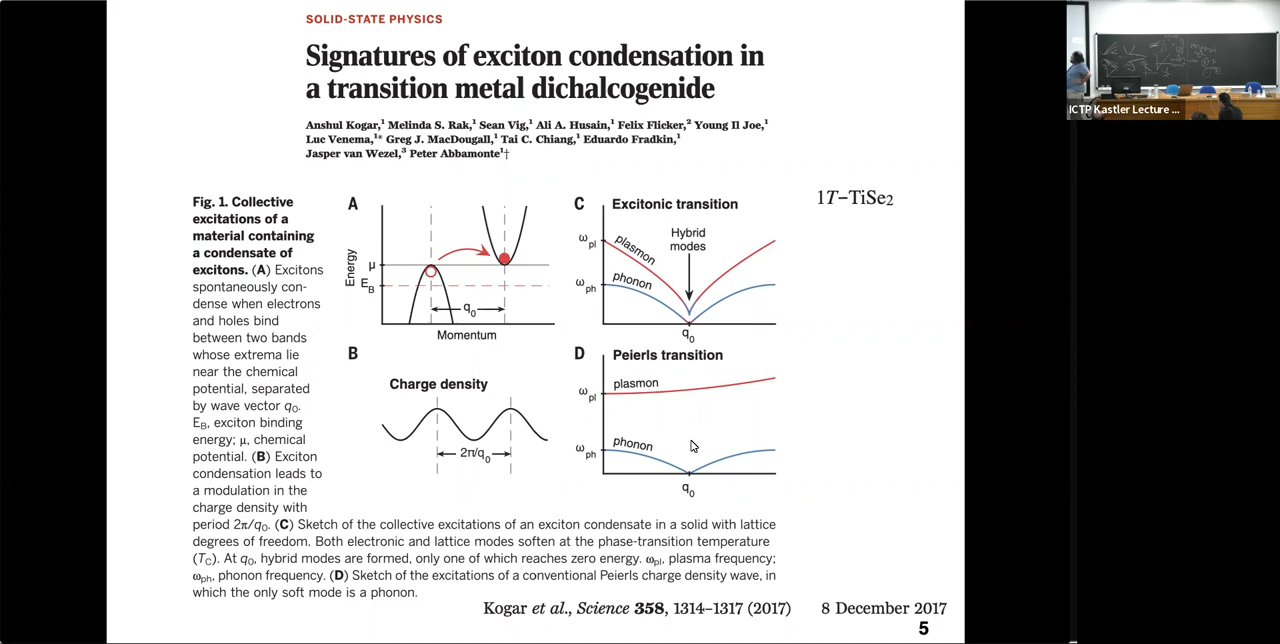 SOLID-STATE PHYSICS
Signatures of exciton condensation in
a transition metal dichalcogenide
Anshul Kogar,¹ Melinda S. Rak,¹ Sean Vig,¹ Ali A. Husain,¹ Felix Flicker,² Young Il Joe,¹
Luc Venema,¹* Greg J. MacDougall,¹ Tai C. Chiang,¹ Eduardo Fradkin,¹
Jasper van Wezel,³ Peter Abbamonte¹†
Fig. 1. Collective
excitations of a
material containing
a condensate of
excitons. (A) Excitons
spontaneously con-
dense when electrons
and holes bind
between two bands
whose extrema lie
near the chemical
potential, separated
by wave vector q₀.
E_B, exciton binding
energy; μ, chemical
potential. (B) Exciton
condensation leads to
a modulation in the
charge density with
period 2π/q₀. (C) Sketch of the collective excitations of an exciton condensate in a solid with lattice
degrees of freedom. Both electronic and lattice modes soften at the phase-transition temperature
(T_C). At q₀, hybrid modes are formed, only one of which reaches zero energy. ω_pl, plasma frequency;
ω_ph, phonon frequency. (D) Sketch of the excitations of a conventional Peierls charge density wave, in
which the only soft mode is a phonon.
A
Energy
μ
E_B
q₀
Momentum
B
Charge density
2π/q₀
C
Excitonic transition
ω_pl
plasmon
Hybrid
modes
ω_ph
phonon
q₀
D
Peierls transition
ω_pl
plasmon
ω_ph
phonon
q₀
1T–TiSe₂
Kogar et al., Science 358, 1314–1317 (2017) 8 December 2017
5
ICTP Kastler Lecture ...